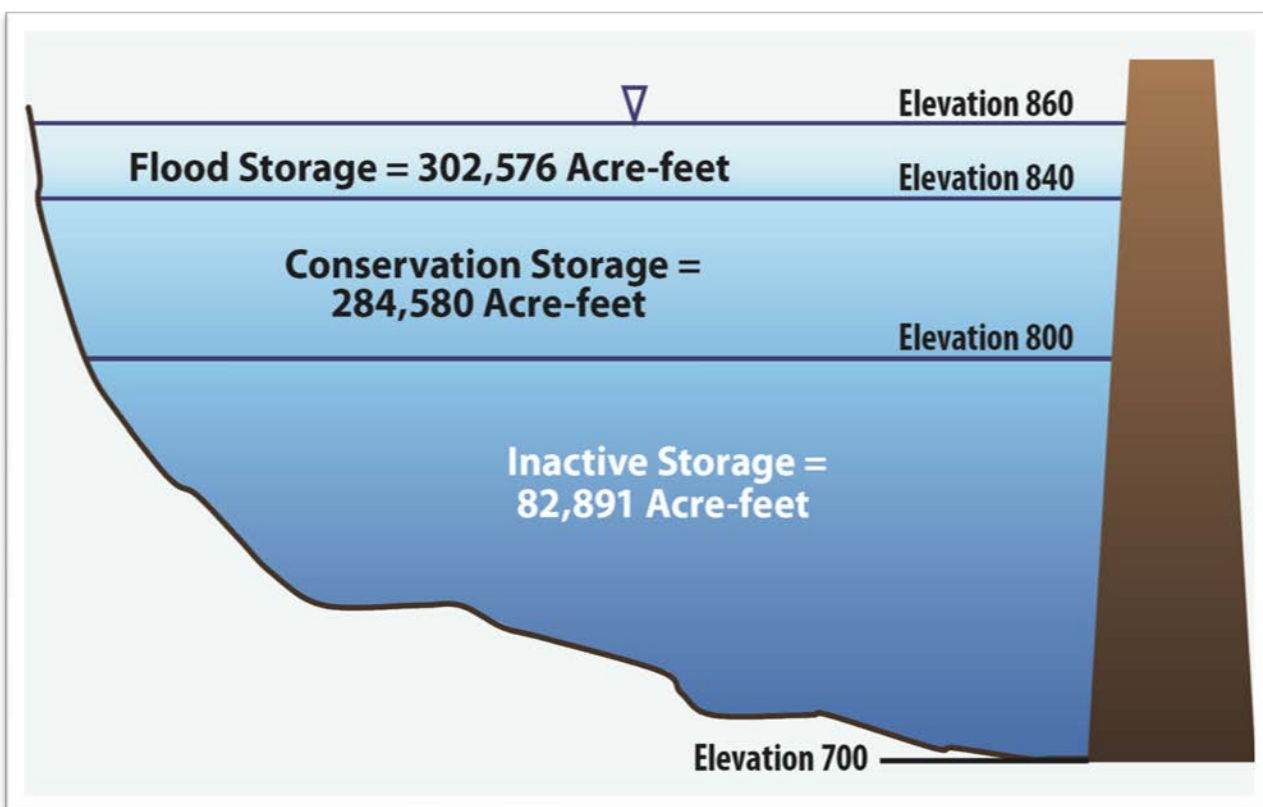 Elevation 860
Flood Storage = 302,576 Acre-feet
Elevation 840
Conservation Storage =
284,580 Acre-feet
Elevation 800
Inactive Storage =
82,891 Acre-feet
Elevation 700